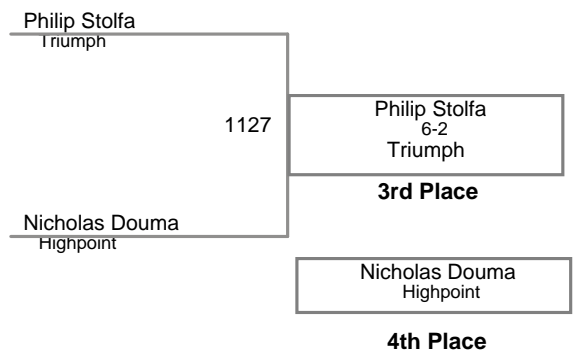 Philip Stolfa
Triumph
1127
Philip Stolfa
6-2
Triumph
3rd Place
Nicholas Douma
Highpoint
Nicholas Douma
Highpoint
4th Place